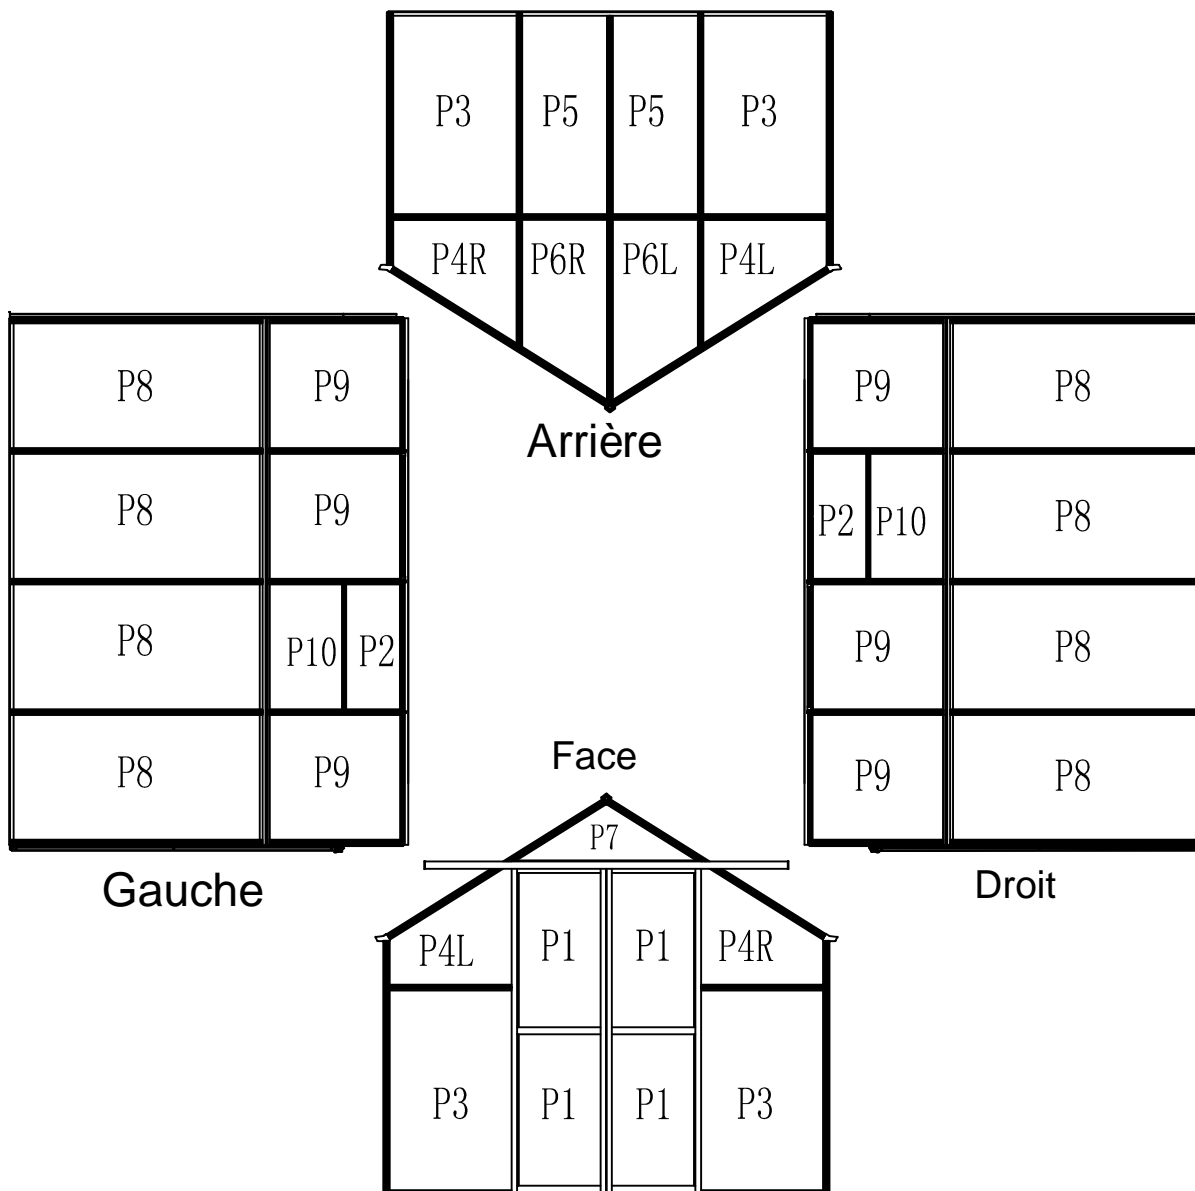 P3 P5 P5 P3
P4R P6R P6L P4L
Arrière
P8 P9
P8 P9
P8 P10 P2
P8 P9
Gauche
P9 P8
P2 P10 P8
P9 P8
P9 P8
Droit
Face
P7
P4L P1 P1 P4R
P3 P1 P1 P3